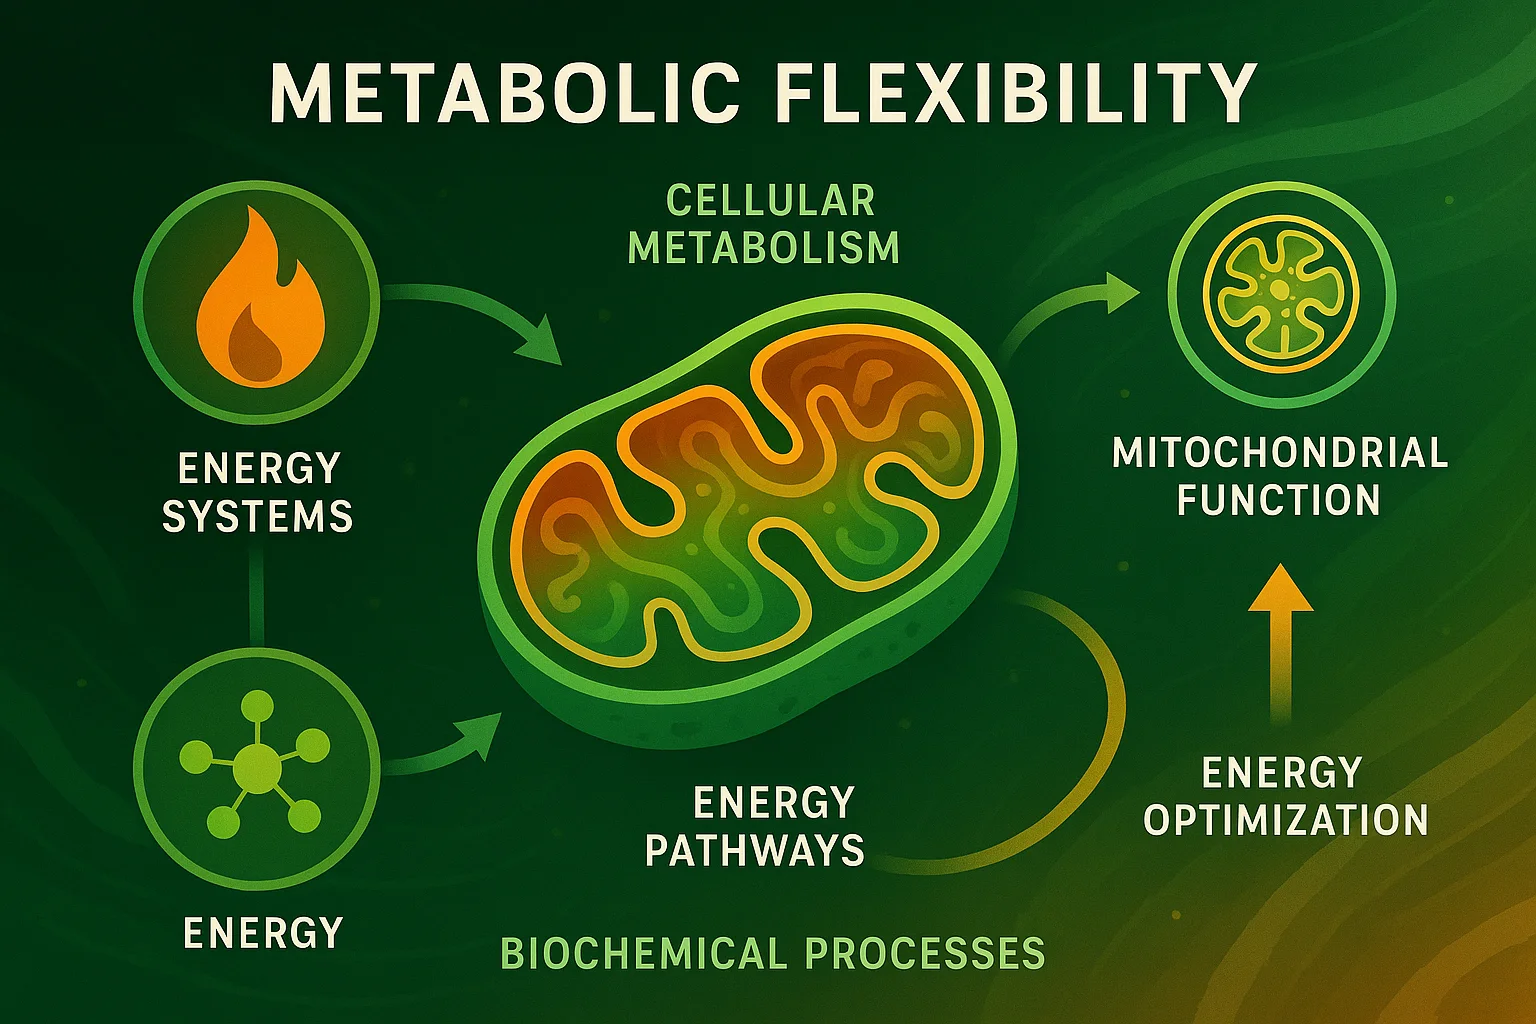 METABOLIC FLEXIBILITY
CELLULAR
METABOLISM
ENERGY
SYSTEMS
MITOCHONDRIAL
FUNCTION
ENERGY
PATHWAYS
ENERGY
OPTIMIZATION
ENERGY
BIOCHEMICAL PROCESSES